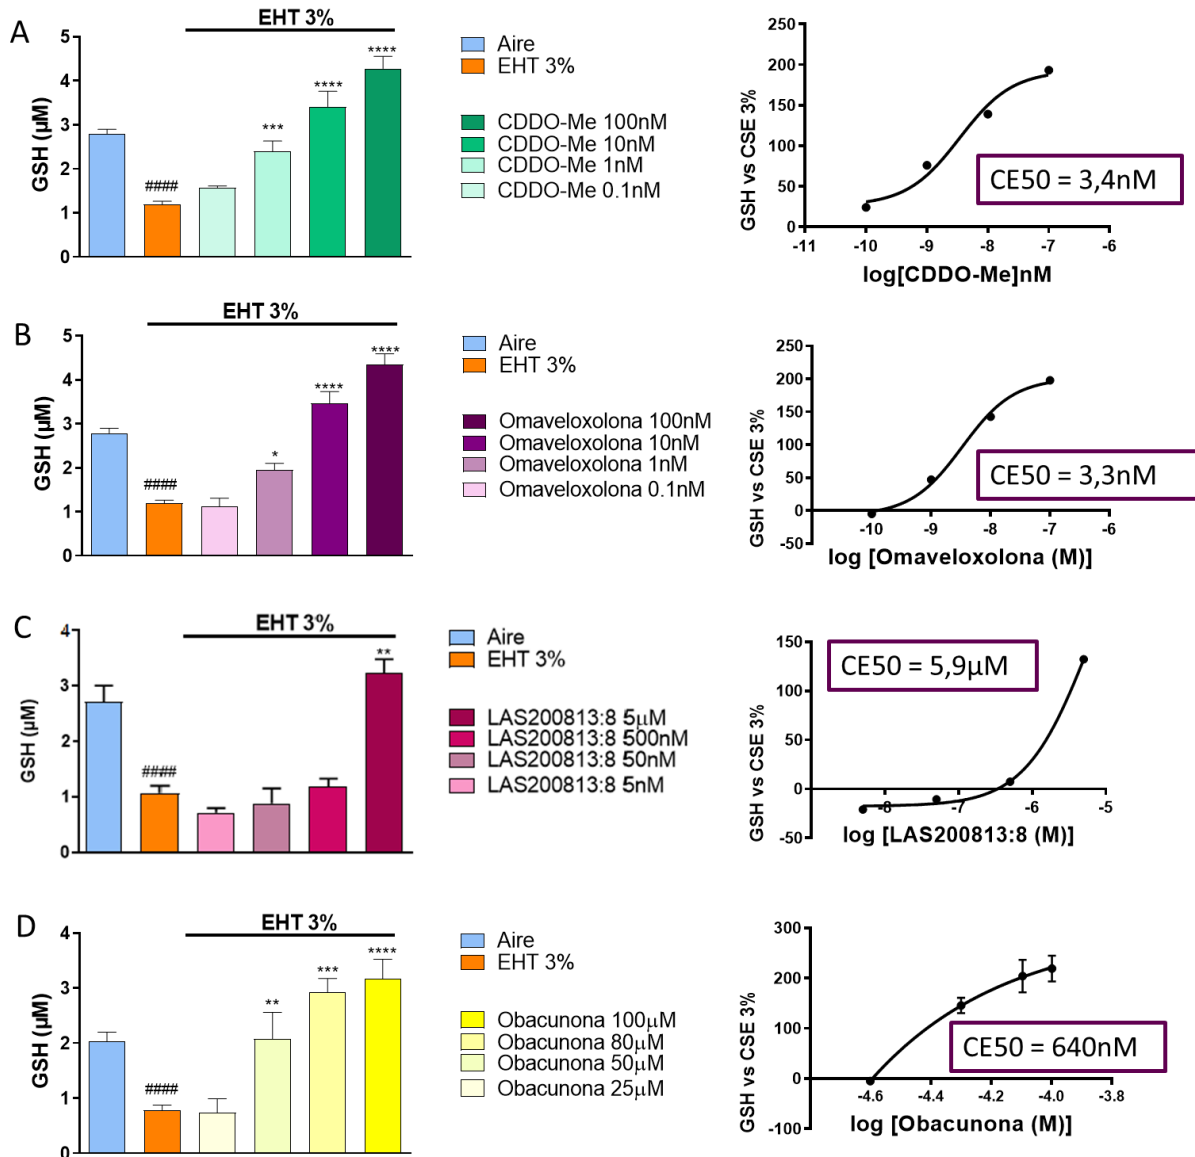 A
EHT 3%
GSH (µM)
5
4
3
2
1
0
####
***
****
****
Aire
EHT 3%
CDDO-Me 100nM
CDDO-Me 10nM
CDDO-Me 1nM
CDDO-Me 0.1nM
GSH vs CSE 3%
250
200
150
100
50
0
-11 -10 -9 -8 -7 -6
log[CDDO-Me]nM
CE50 = 3,4nM
B
EHT 3%
GSH (µM)
5
4
3
2
1
0
####
*
****
****
Aire
EHT 3%
Omaveloxolona 100nM
Omaveloxolona 10nM
Omaveloxolona 1nM
Omaveloxolona 0.1nM
GSH vs CSE 3%
250
200
150
100
50
0
-50
-10 -9 -8 -7 -6
log [Omaveloxolona (M)]
CE50 = 3,3nM
C
EHT 3%
GSH (µM)
4
3
2
1
0
####
**
Aire
EHT 3%
LAS200813:8 5µM
LAS200813:8 500nM
LAS200813:8 50nM
LAS200813:8 5nM
GSH vs CSE 3%
150
100
50
0
-50
-8 -7 -6 -5
log [LAS200813:8 (M)]
CE50 = 5,9µM
D
EHT 3%
GSH (µM)
4
3
2
1
0
####
**
***
****
Aire
EHT 3%
Obacunona 100µM
Obacunona 80µM
Obacunona 50µM
Obacunona 25µM
GSH vs CSE 3%
300
200
100
0
-100
-4.6 -4.4 -4.2 -4.0 -3.8
log [Obacunona (M)]
CE50 = 640nM